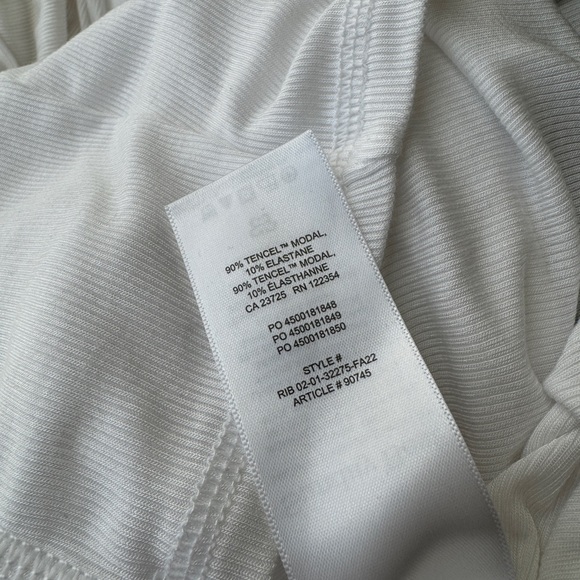 90% TENCEL™ MODAL,
10% ELASTANE
90% TENCEL™ MODAL,
10% ÉLASTHANNE
CA 23725 RN 122354
PO 4500181848
PO 4500181849
PO 4500181850
STYLE #
RIB 02-01-32275-FA22
ARTICLE # 90745